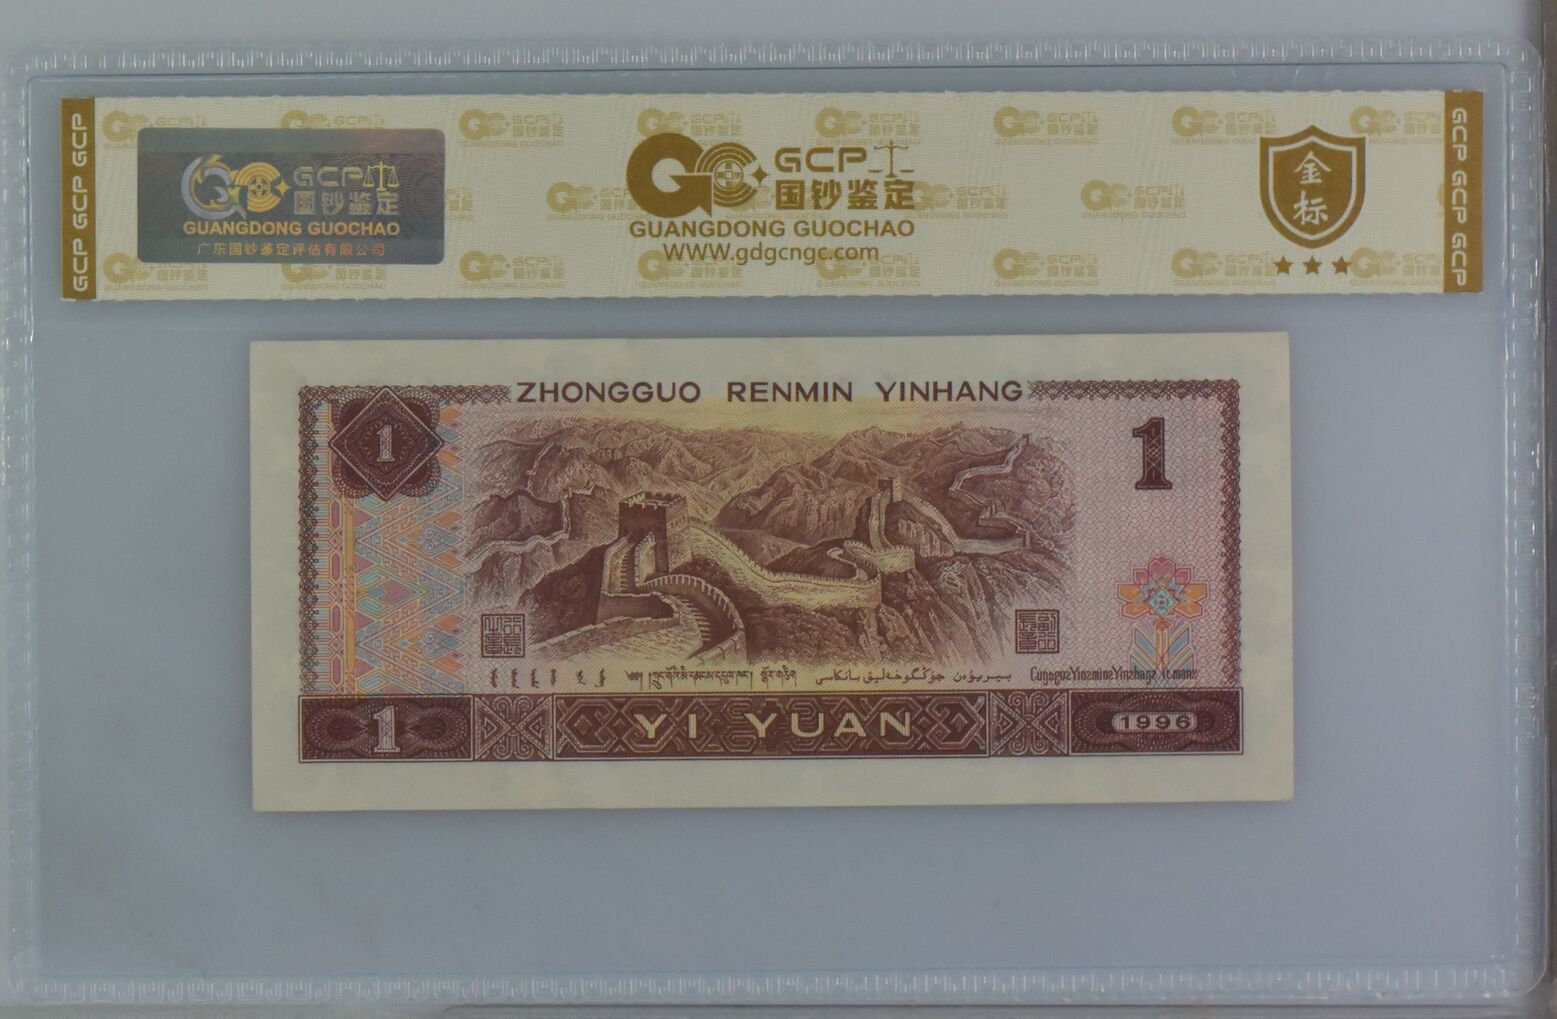 GCP GCP GCP
GCP
国钞鉴定
GUANGDONG GUOCHAO
广东国钞鉴定评估有限公司
GCP
国钞鉴定
GUANGDONG GUOCHAO
www.gdgcngc.com
金标
GCP GCP GCP
ZHONGGUO RENMIN YINHANG
1
1
1
YI YUAN
1996